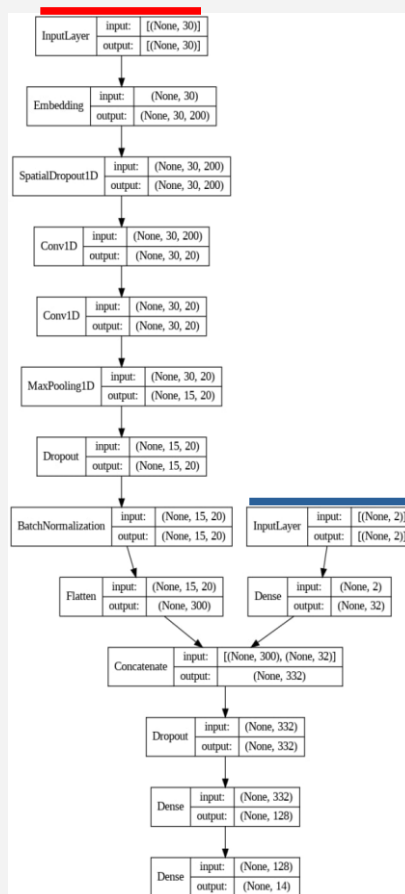 InputLayer input: [(None, 30)]
output: [(None, 30)]
Embedding input: (None, 30)
output: (None, 30, 200)
SpatialDropout1D input: (None, 30, 200)
output: (None, 30, 200)
Conv1D input: (None, 30, 200)
output: (None, 30, 20)
Conv1D input: (None, 30, 20)
output: (None, 30, 20)
MaxPooling1D input: (None, 30, 20)
output: (None, 15, 20)
Dropout input: (None, 15, 20)
output: (None, 15, 20)
BatchNormalization input: (None, 15, 20)
output: (None, 15, 20)
InputLayer input: [(None, 2)]
output: [(None, 2)]
Flatten input: (None, 15, 20)
output: (None, 300)
Dense input: (None, 2)
output: (None, 32)
Concatenate input: [(None, 300), (None, 32)]
output: (None, 332)
Dropout input: (None, 332)
output: (None, 332)
Dense input: (None, 332)
output: (None, 128)
Dense input: (None, 128)
output: (None, 14)